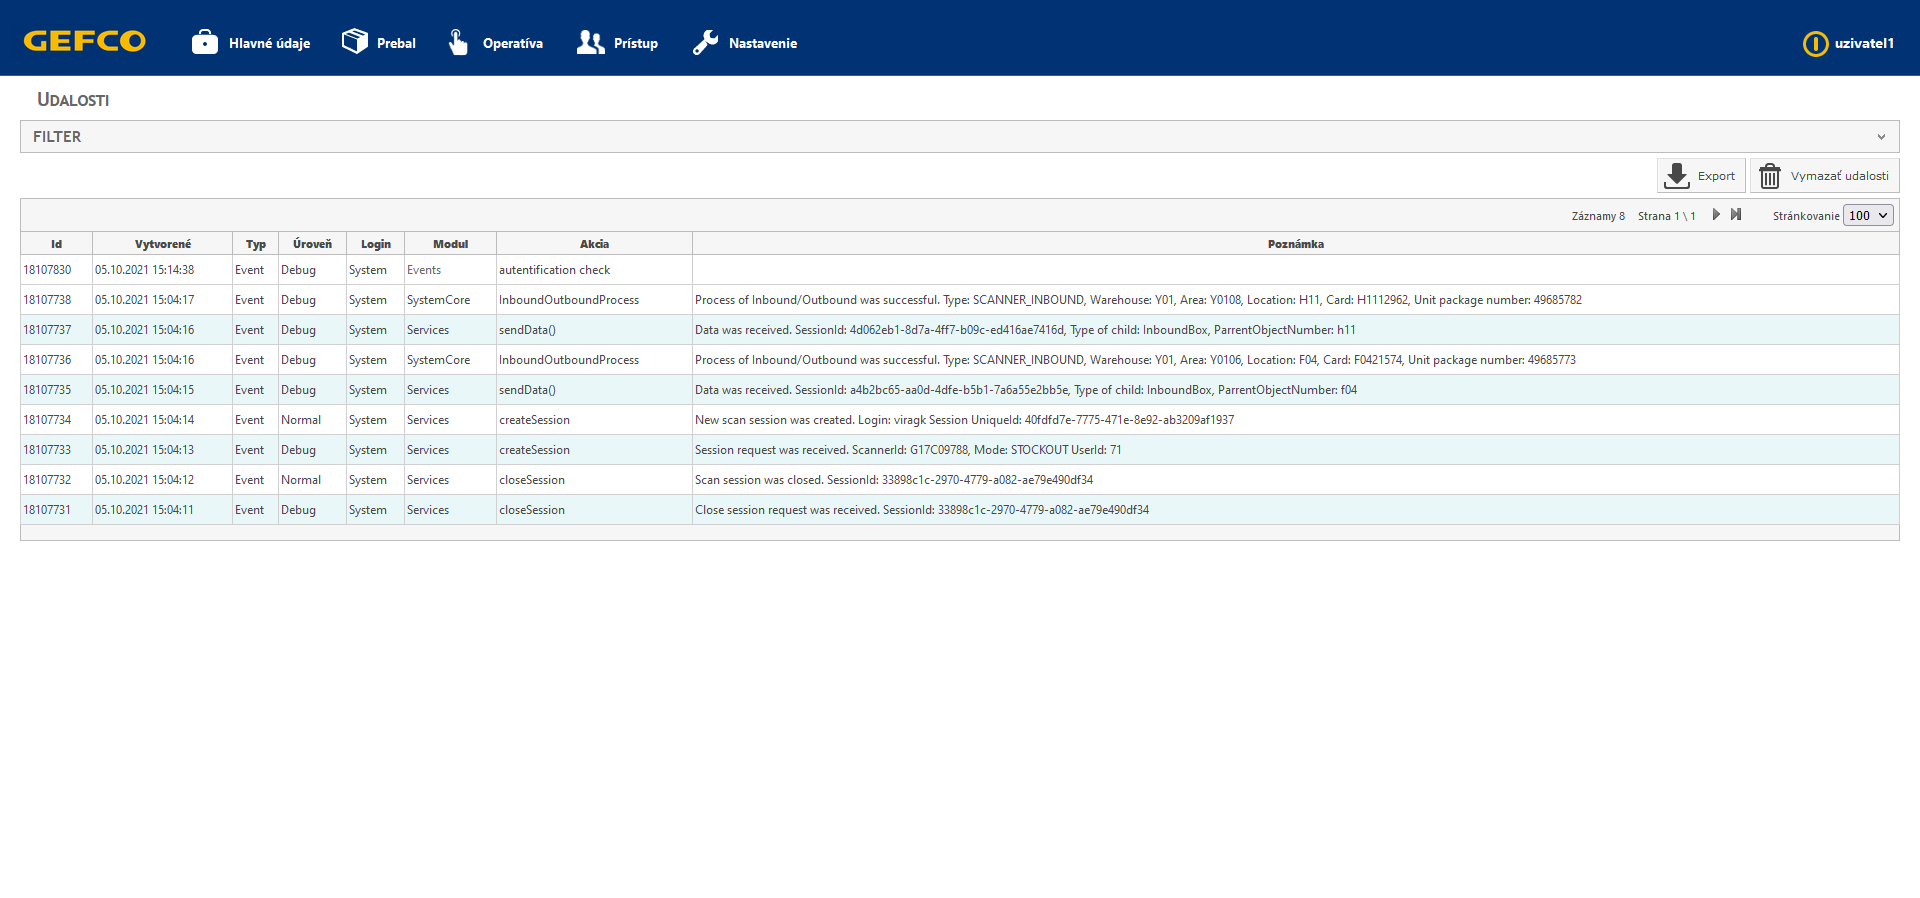 GEFCO Hlavné údaje Prebal Operatíva Prístup Nastavenie uzivatel1
UDALOSTI
FILTER
Export Vymazať udalosti
Záznamy 8 Strana 1 \ 1 Stránkovanie 100
Id Vytvorené Typ Úroveň Login Modul Akcia Poznámka
18107830 05.10.2021 15:14:38 Event Debug System Events autentification check
18107738 05.10.2021 15:04:17 Event Debug System SystemCore InboundOutboundProcess Process of Inbound/Outbound was successful. Type: SCANNER_INBOUND, Warehouse: Y01, Area: Y0108, Location: H11, Card: H1112962, Unit package number: 49685782
18107737 05.10.2021 15:04:16 Event Debug System Services sendData() Data was received. SessionId: 4d062eb1-8d7a-4ff7-b09c-ed416ae7416d, Type of child: InboundBox, ParrentObjectNumber: h11
18107736 05.10.2021 15:04:16 Event Debug System SystemCore InboundOutboundProcess Process of Inbound/Outbound was successful. Type: SCANNER_INBOUND, Warehouse: Y01, Area: Y0106, Location: F04, Card: F0421574, Unit package number: 49685773
18107735 05.10.2021 15:04:15 Event Debug System Services sendData() Data was received. SessionId: a4b2bc65-aa0d-4dfe-b5b1-7a6a55e2bb5e, Type of child: InboundBox, ParrentObjectNumber: f04
18107734 05.10.2021 15:04:14 Event Normal System Services createSession New scan session was created. Login: viragk Session UniqueId: 40fdfd7e-7775-471e-8e92-ab3209af1937
18107733 05.10.2021 15:04:13 Event Debug System Services createSession Session request was received. ScannerId: G17C09788, Mode: STOCKOUT UserId: 71
18107732 05.10.2021 15:04:12 Event Normal System Services closeSession Scan session was closed. SessionId: 33898c1c-2970-4779-a082-ae79e490df34
18107731 05.10.2021 15:04:11 Event Debug System Services closeSession Close session request was received. SessionId: 33898c1c-2970-4779-a082-ae79e490df34